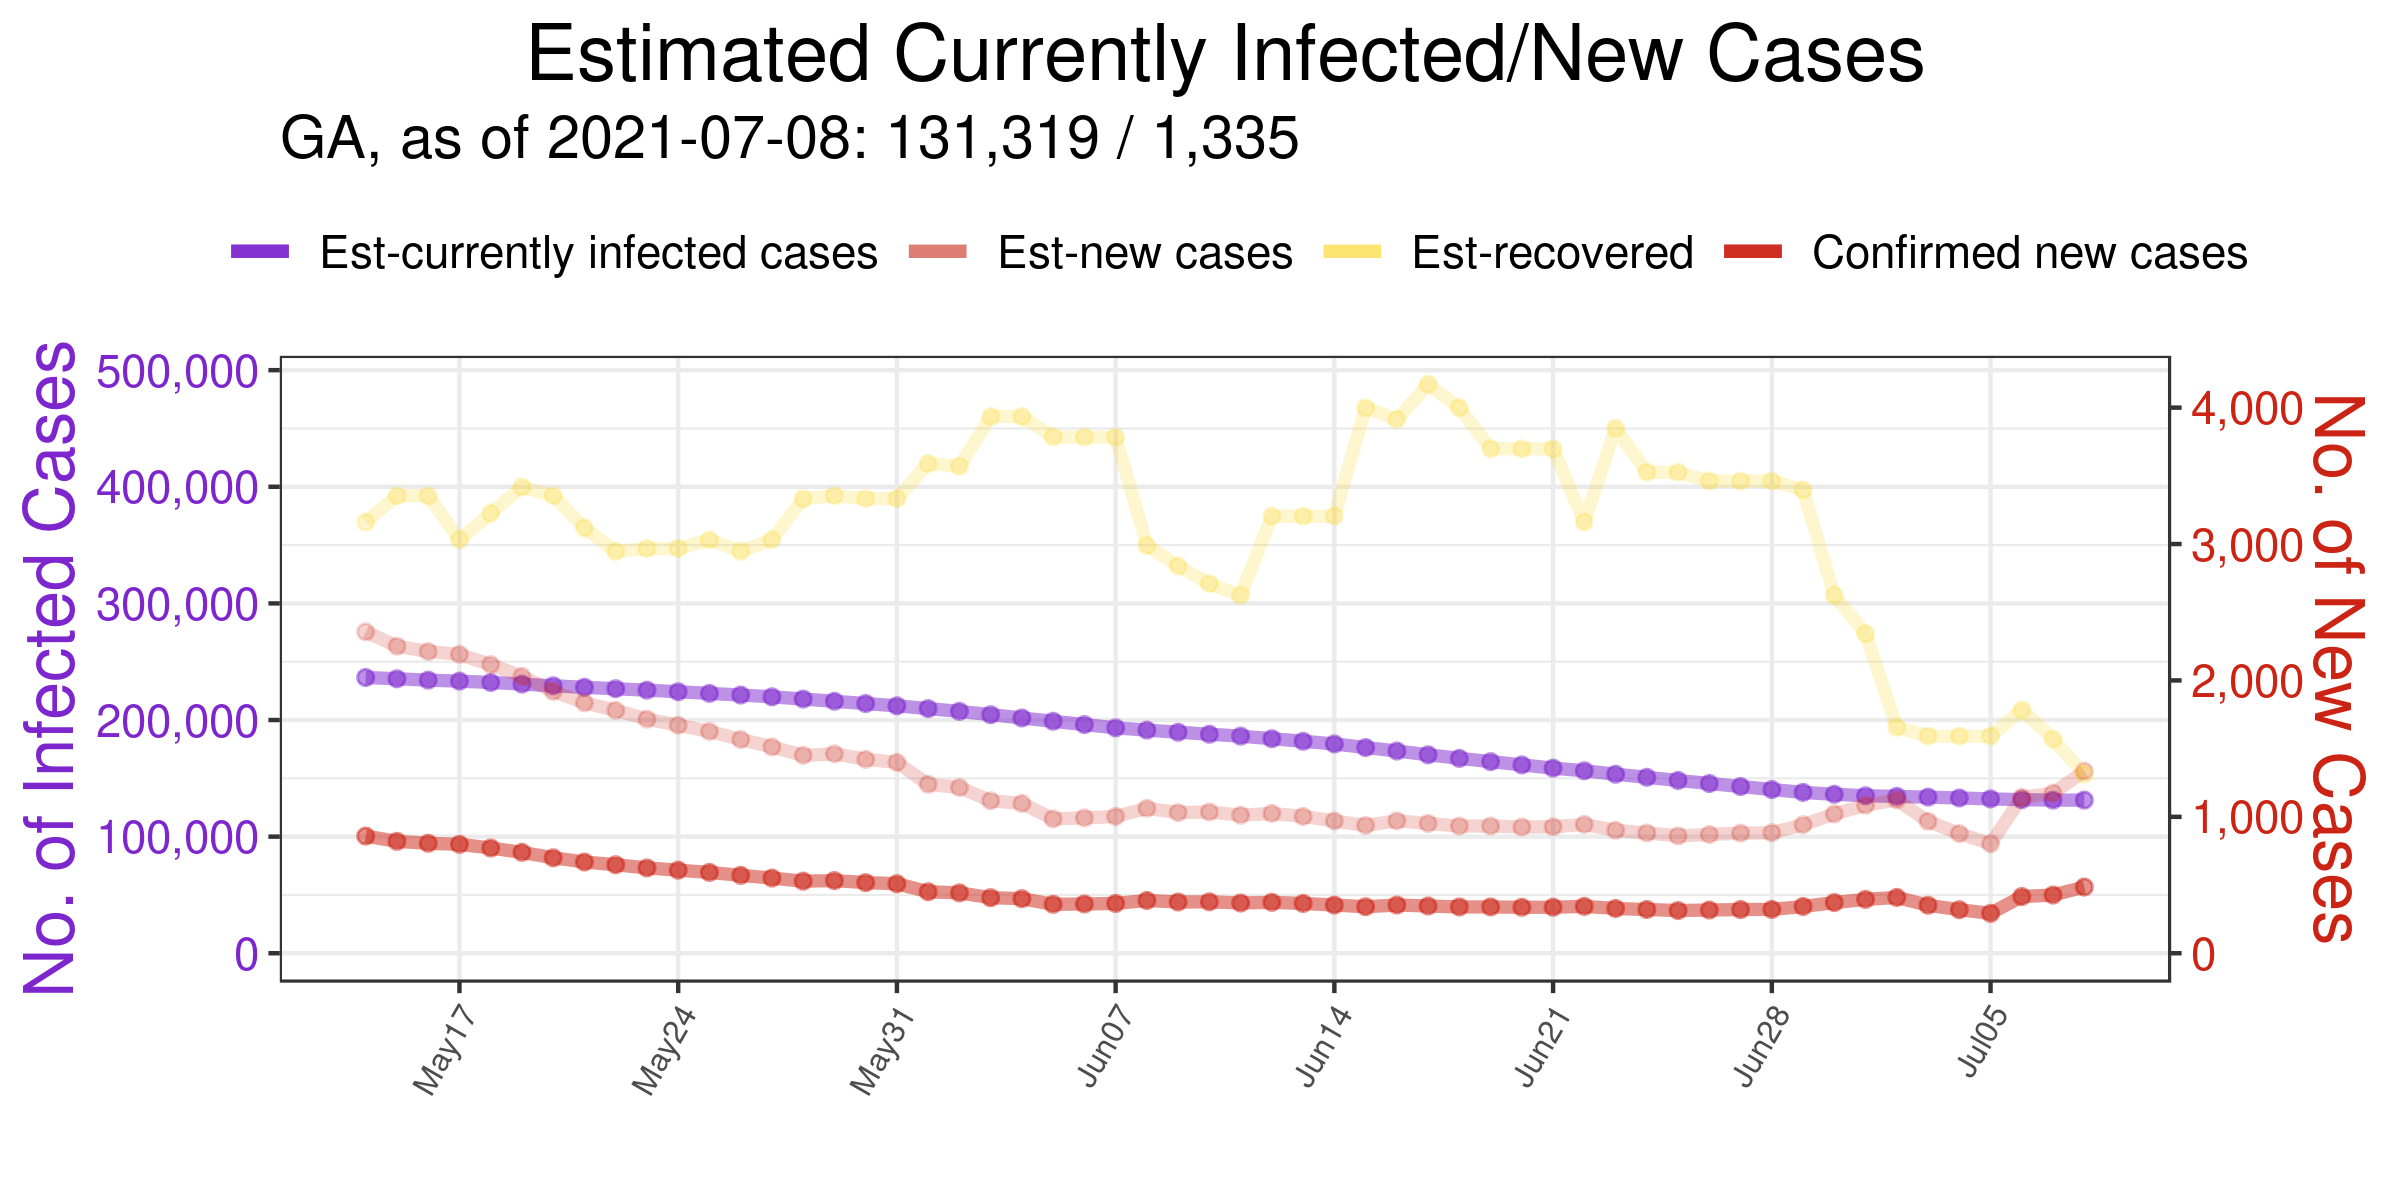 Estimated Currently Infected/New Cases
GA, as of 2021-07-08: 131,319 / 1,335
Est-currently infected cases Est-new cases Est-recovered Confirmed new cases
No. of Infected Cases
500,000
400,000
300,000
200,000
100,000
0
4,000
3,000
2,000
1,000
0
No. of New Cases
May17 May24 May31 Jun07 Jun14 Jun21 Jun28 Jul05